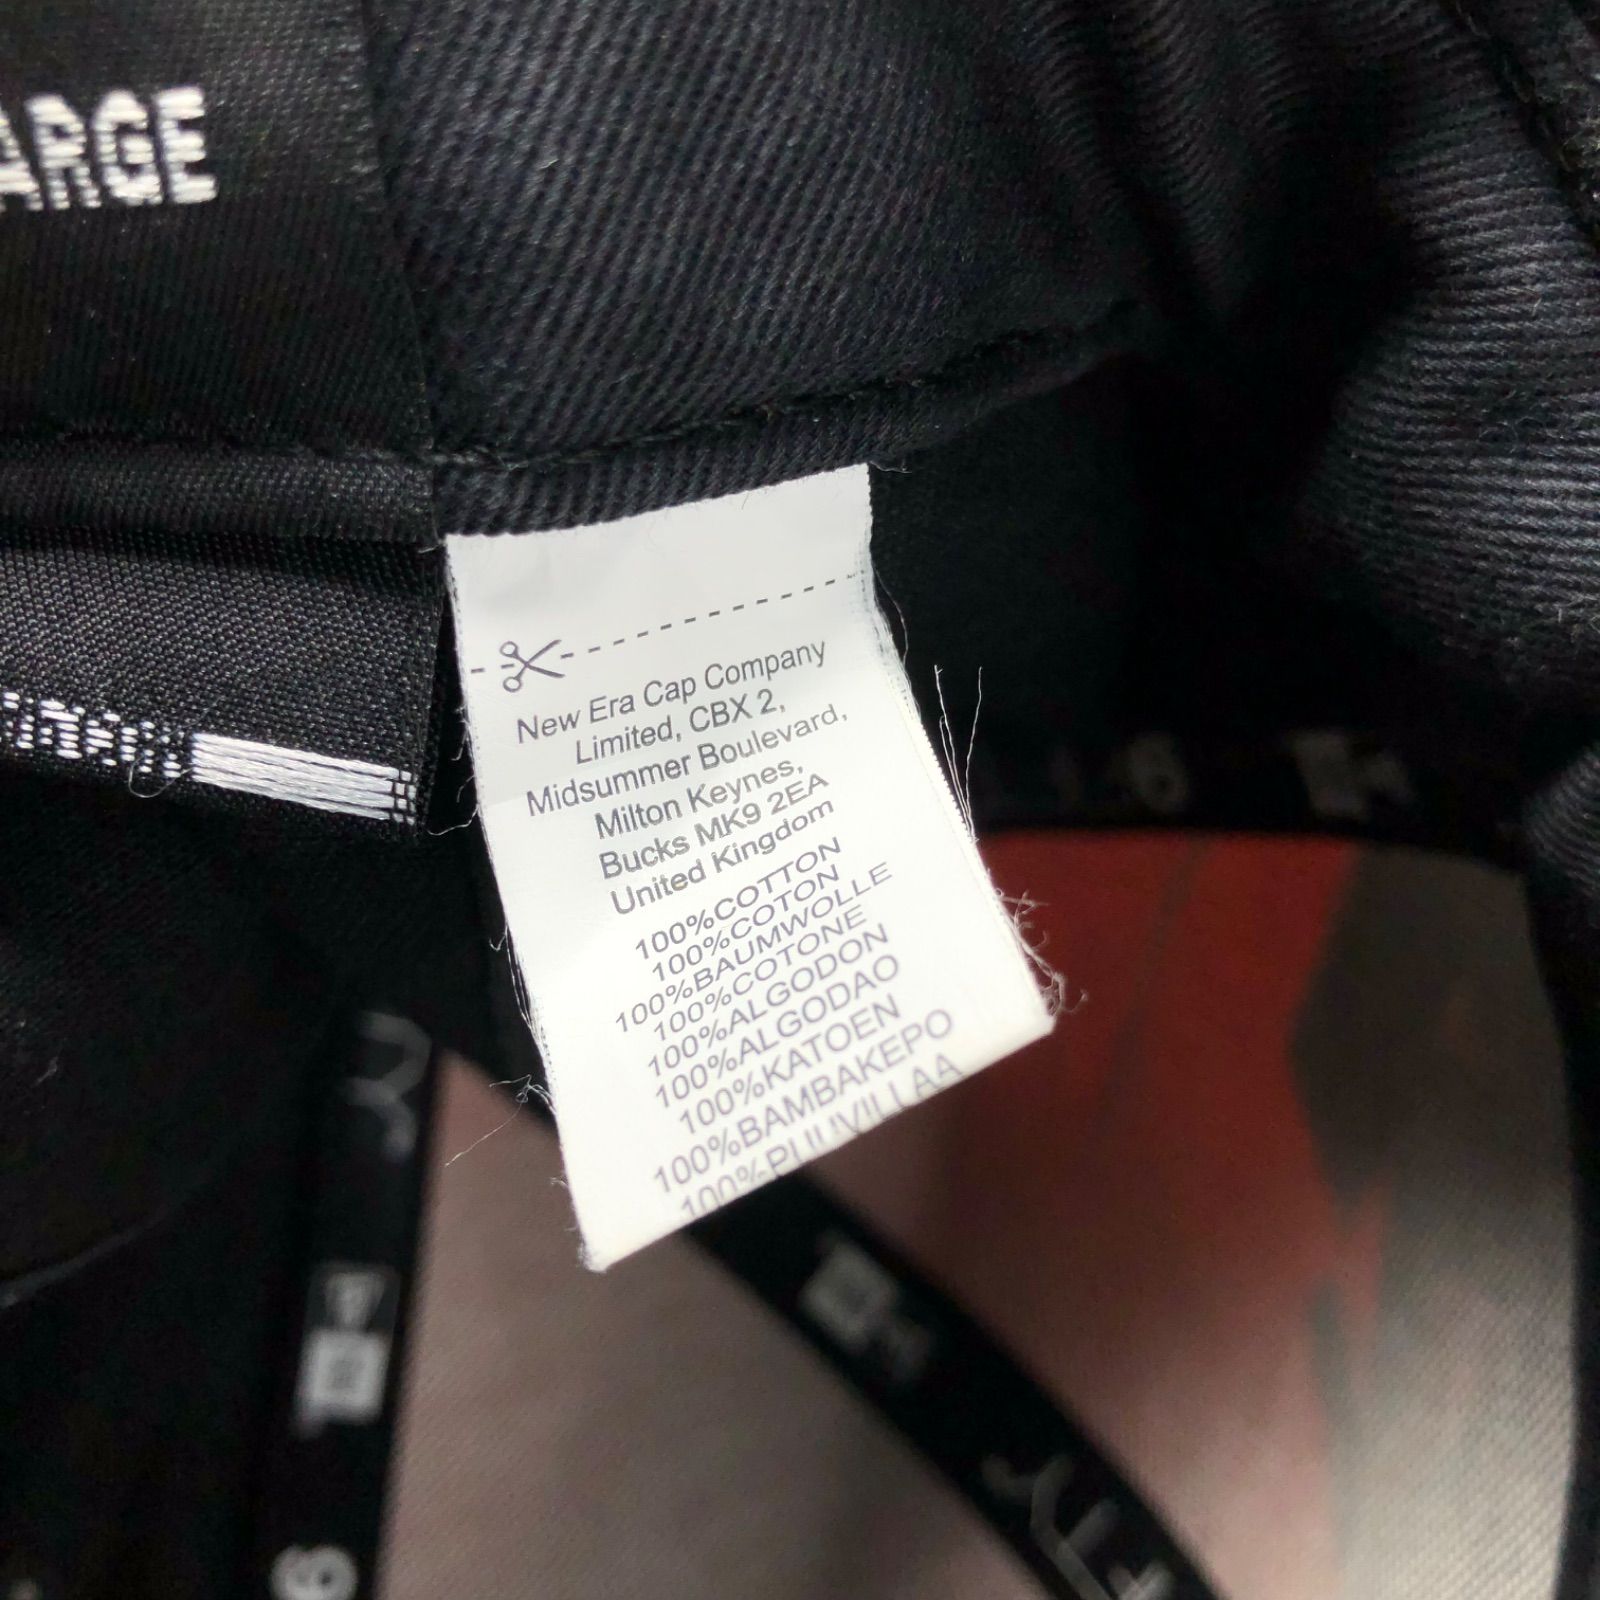 ARGE
New Era Cap Company
Limited, CBX 2,
Midsummer Boulevard,
Milton Keynes,
Bucks MK9 2EA
United Kingdom
100%COTTON
100%COTON
100%BAUMWOLLE
100%COTONE
100%ALGODON
100%ALGODAO
100%KATOEN
100%BAMBAKEPO
100%PUUVILLAA
9